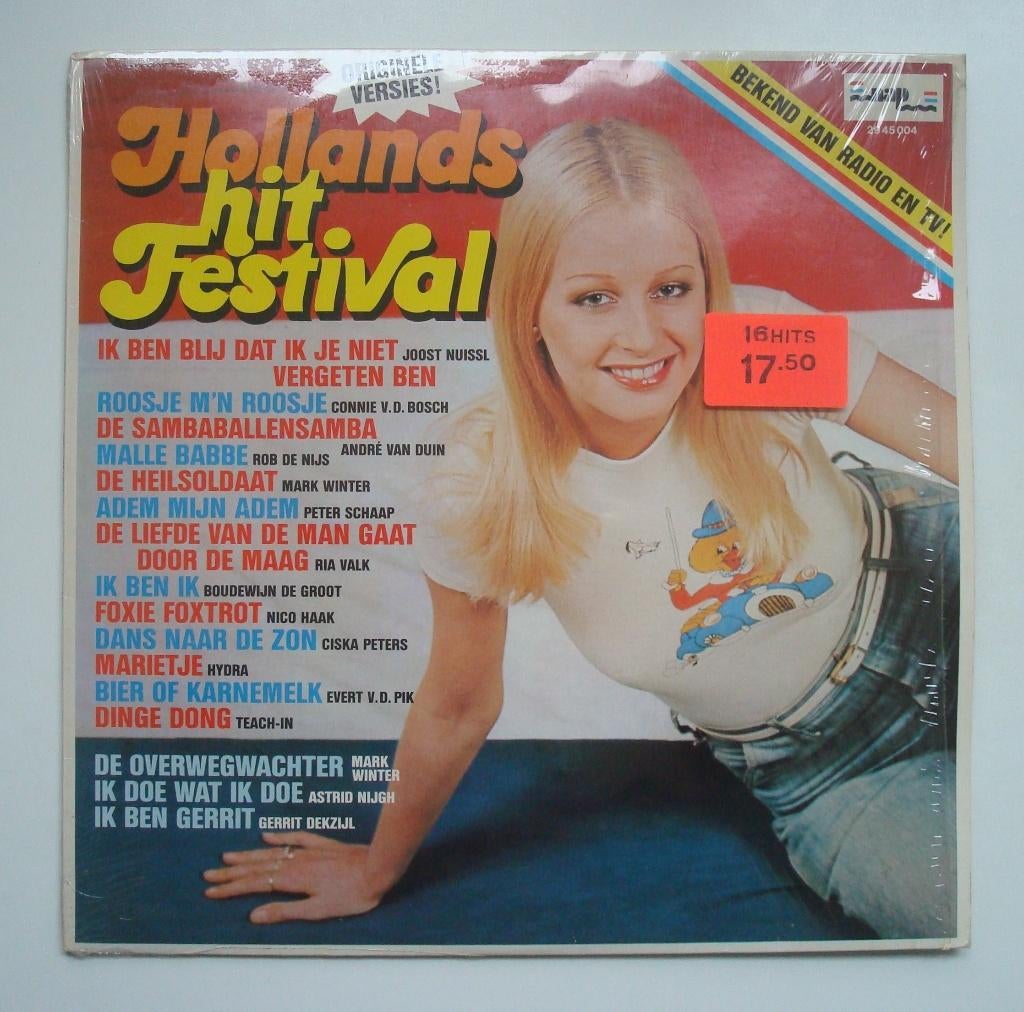 ORIGINELE
VERSIES!
Hollands
hit
Festival
BEKEND VAN RADIO EN TV!
2945004
16 HITS
17.50
IK BEN BLIJ DAT IK JE NIET JOOST NUISSL
VERGETEN BEN
ROOSJE M'N ROOSJE CONNIE V.D. BOSCH
DE SAMBABALLENSAMBA
ANDRÉ VAN DUIN
MALLE BABBE ROB DE NIJS
DE HEILSOLDAAT MARK WINTER
ADEM MIJN ADEM PETER SCHAAP
DE LIEFDE VAN DE MAN GAAT
DOOR DE MAAG RIA VALK
IK BEN IK BOUDEWIJN DE GROOT
FOXIE FOXTROT NICO HAAK
DANS NAAR DE ZON CISKA PETERS
MARIETJE HYDRA
BIER OF KARNEMELK EVERT V.D. PIK
DINGE DONG TEACH-IN
DE OVERWEGWACHTER MARK
WINTER
IK DOE WAT IK DOE ASTRID NIJGH
IK BEN GERRIT GERRIT DEKZIJL